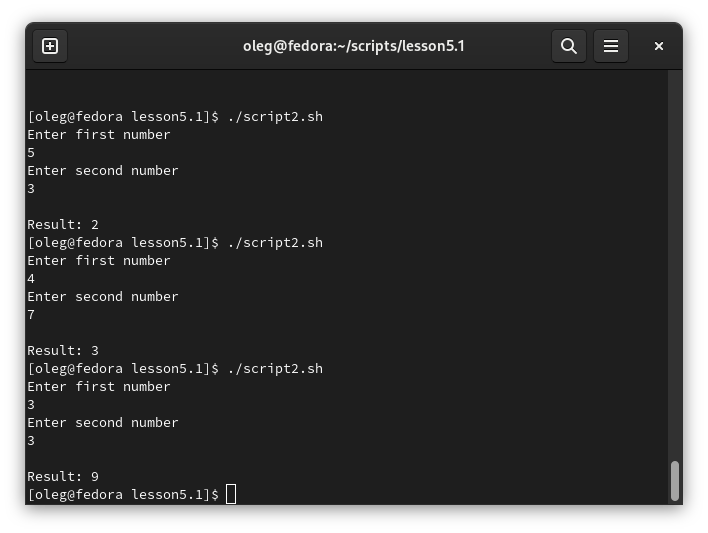 oleg@fedora:~/scripts/lesson5.1
[oleg@fedora lesson5.1]$ ./script2.sh
Enter first number
5
Enter second number
3
Result: 2
[oleg@fedora lesson5.1]$ ./script2.sh
Enter first number
4
Enter second number
7
Result: 3
[oleg@fedora lesson5.1]$ ./script2.sh
Enter first number
3
Enter second number
3
Result: 9
[oleg@fedora lesson5.1]$